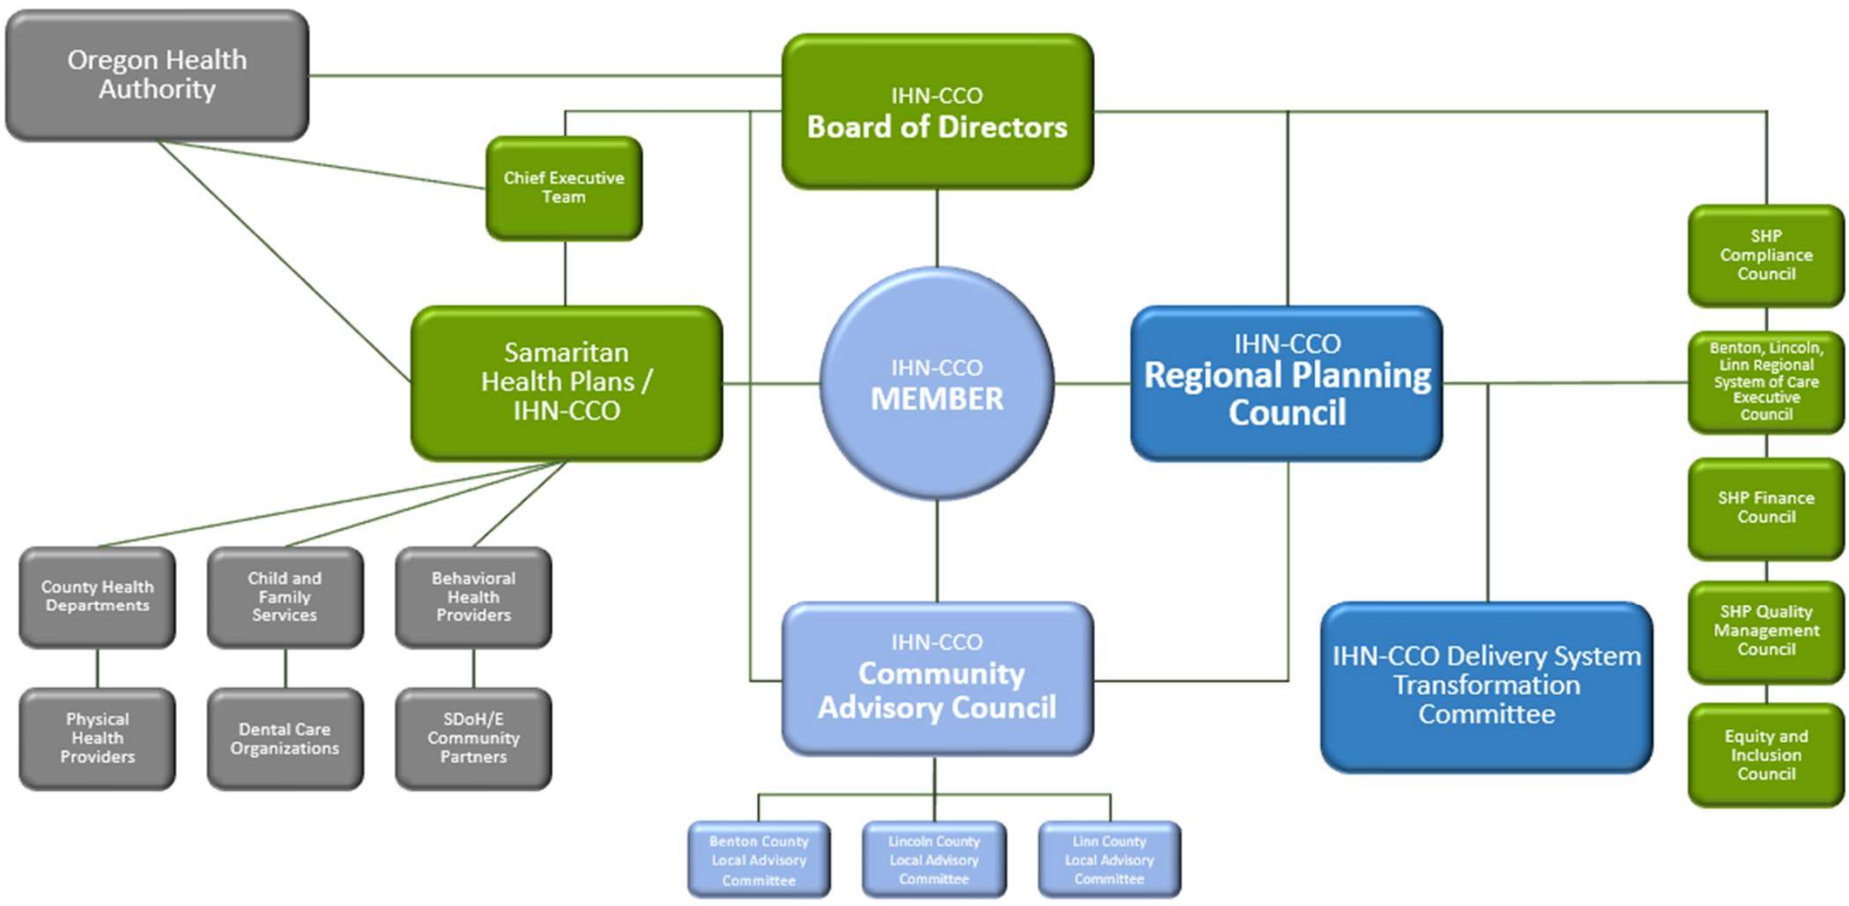 Oregon Health
Authority
IHN-CCO
Board of Directors
Chief Executive
Team
SHP
Compliance
Council
Samaritan
Health Plans /
IHN-CCO
IHN-CCO
MEMBER
IHN-CCO
Regional Planning
Council
Benton, Lincoln,
Linn Regional
System of Care
Executive
Council
SHP Finance
Council
County Health
Departments
Child and
Family
Services
Behavioral
Health
Providers
IHN-CCO
Community
Advisory Council
IHN-CCO Delivery System
Transformation
Committee
SHP Quality
Management
Council
Physical
Health
Providers
Dental Care
Organizations
SDoH/E
Community
Partners
Equity and
Inclusion
Council
Benton County
Local Advisory
Committee
Lincoln County
Local Advisory
Committee
Linn County
Local Advisory
Committee